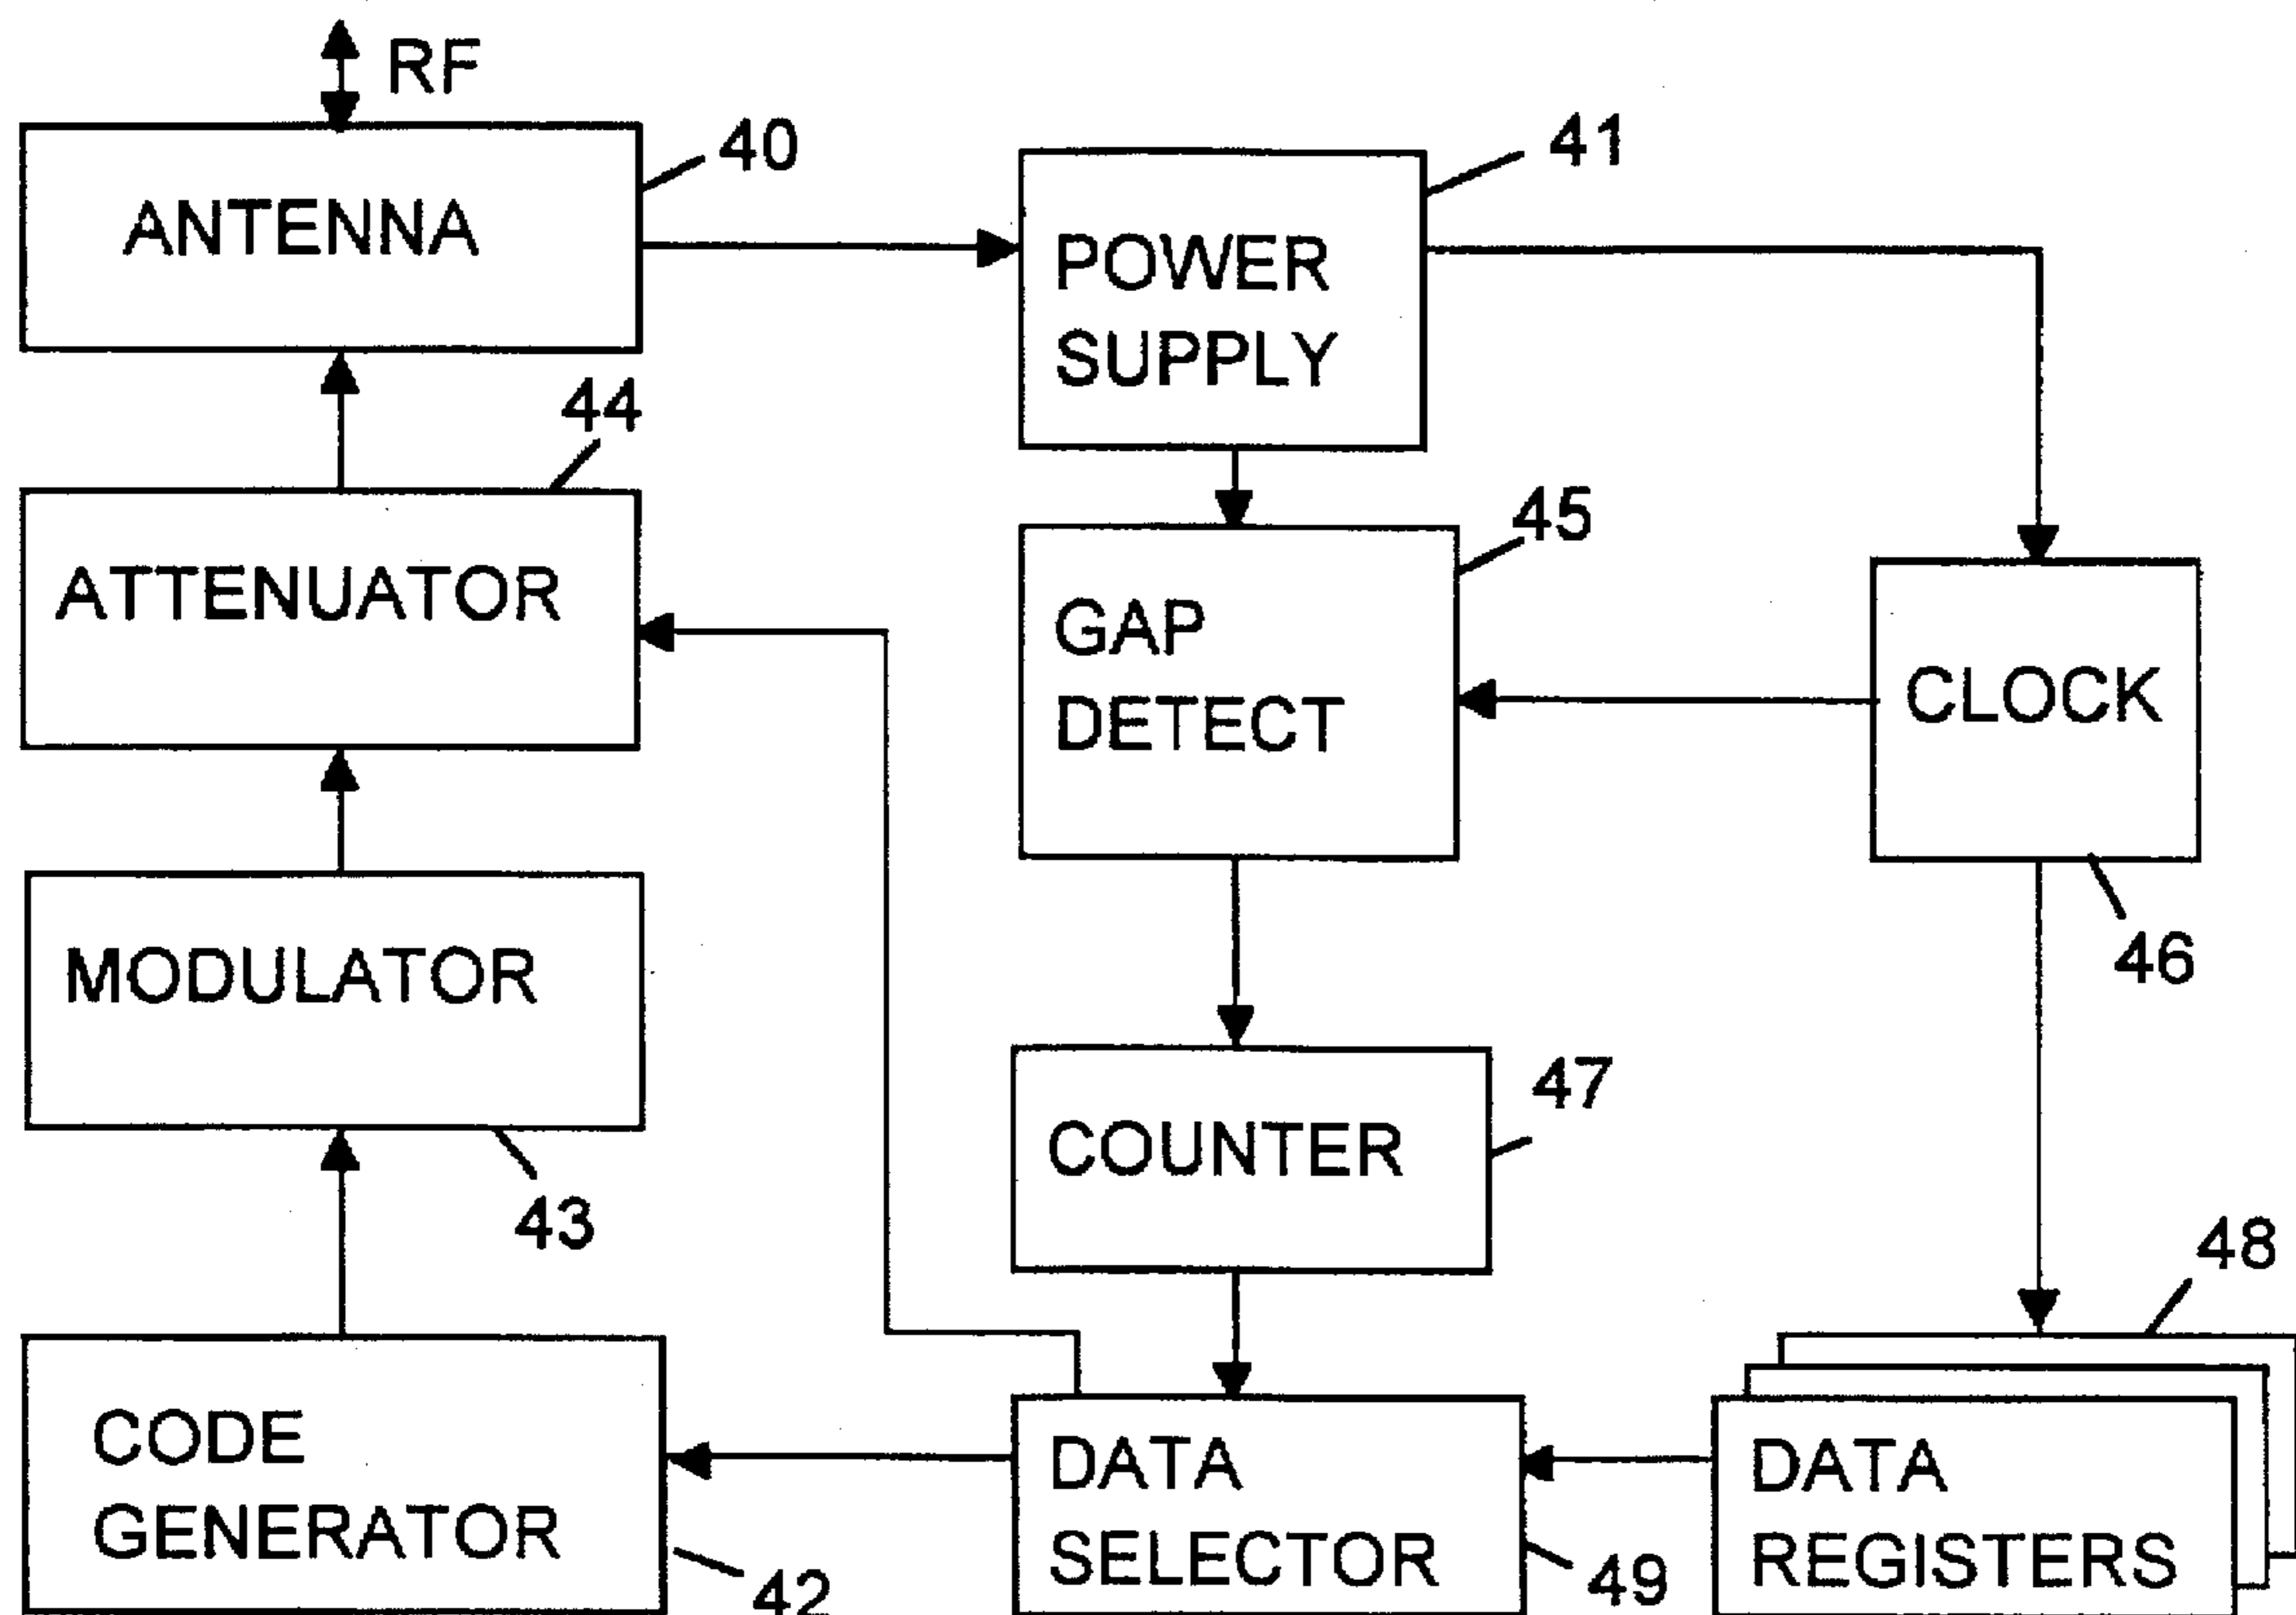 RF
ANTENNA
40
POWER
SUPPLY
41
44
ATTENUATOR
45
GAP
DETECT
CLOCK
46
MODULATOR
43
COUNTER
47
48
CODE
GENERATOR
42
DATA
SELECTOR
49
DATA
REGISTERS